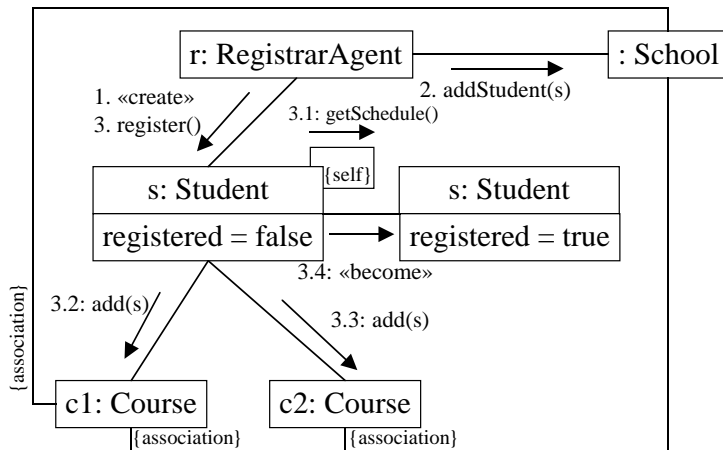 r: RegistrarAgent
: School
1. «create»
2. addStudent(s)
3. register()
3.1: getSchedule()
{self}
s: Student
s: Student
registered = false
registered = true
3.4: «become»
3.2: add(s)
3.3: add(s)
{association}
c1: Course
c2: Course
{association}
{association}